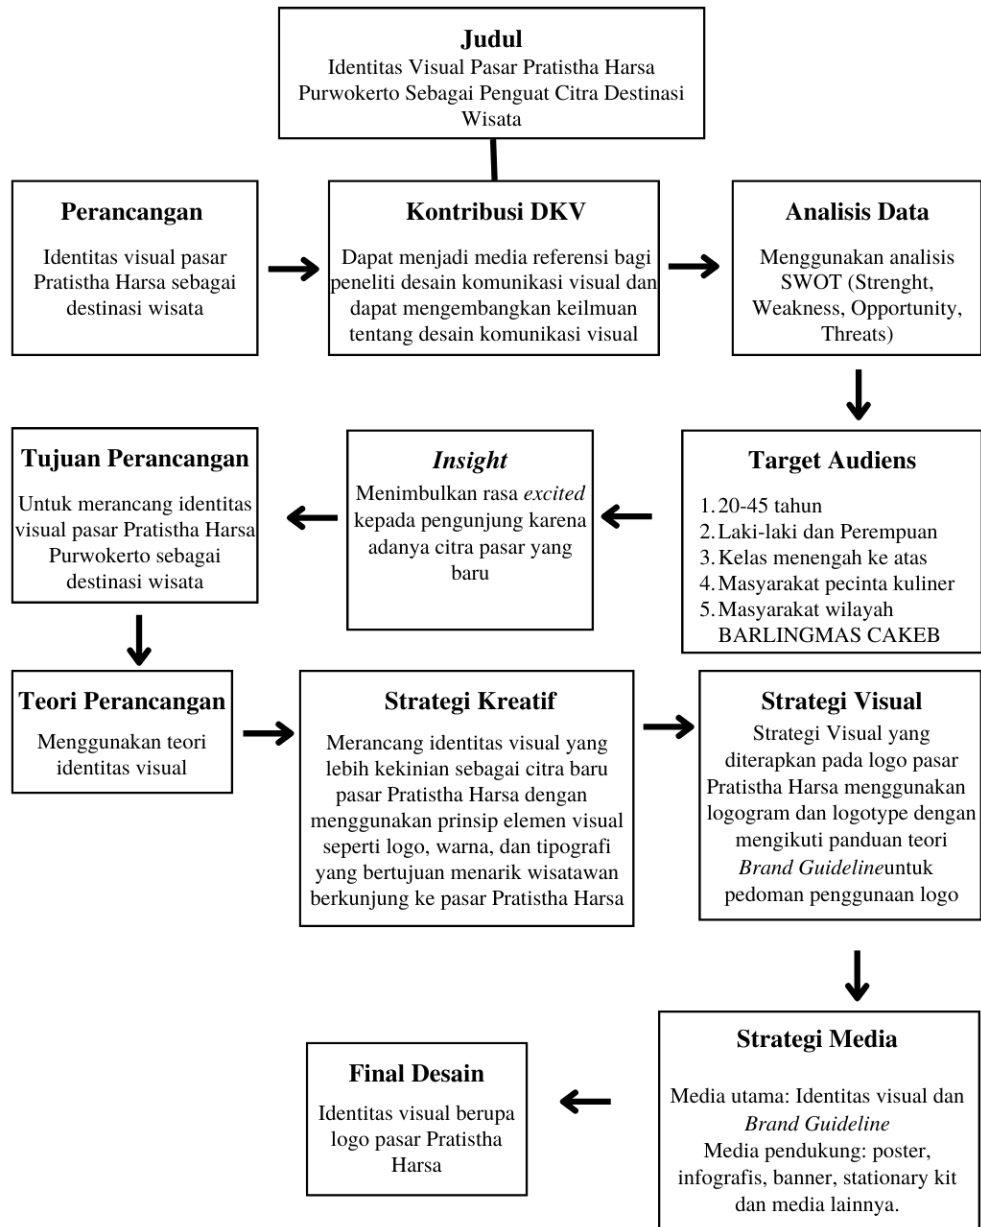 Judul
Identitas Visual Pasar Pratistha Harsa
Purwokerto Sebagai Penguat Citra Destinasi
Wisata
Perancangan
Identitas visual pasar
Pratistha Harsa sebagai
destinasi wisata
Kontribusi DKV
Dapat menjadi media referensi bagi
peneliti desain komunikasi visual dan
dapat mengembangkan keilmuan
tentang desain komunikasi visual
Analisis Data
Menggunakan analisis
SWOT (Strenght,
Weakness, Opportunity,
Threats)
Target Audiens
1. 20-45 tahun
2. Laki-laki dan Perempuan
3. Kelas menengah ke atas
4. Masyarakat pecinta kuliner
5. Masyarakat wilayah
BARLINGMAS CAKEB
Insight
Menimbulkan rasa excited
kepada pengunjung karena
adanya citra pasar yang
baru
Tujuan Perancangan
Untuk merancang identitas
visual pasar Pratistha Harsa
Purwokerto sebagai
destinasi wisata
Teori Perancangan
Menggunakan teori
identitas visual
Strategi Kreatif
Merancang identitas visual yang
lebih kekinian sebagai citra baru
pasar Pratistha Harsa dengan
menggunakan prinsip elemen visual
seperti logo, warna, dan tipografi
yang bertujuan menarik wisatawan
berkunjung ke pasar Pratistha Harsa
Strategi Visual
Strategi Visual yang
diterapkan pada logo pasar
Pratistha Harsa menggunakan
logogram dan logotype dengan
mengikuti panduan teori
Brand Guidelineuntuk
pedoman penggunaan logo
Strategi Media
Media utama: Identitas visual dan
Brand Guideline
Media pendukung: poster,
infografis, banner, stationary kit
dan media lainnya.
Final Desain
Identitas visual berupa
logo pasar Pratistha
Harsa